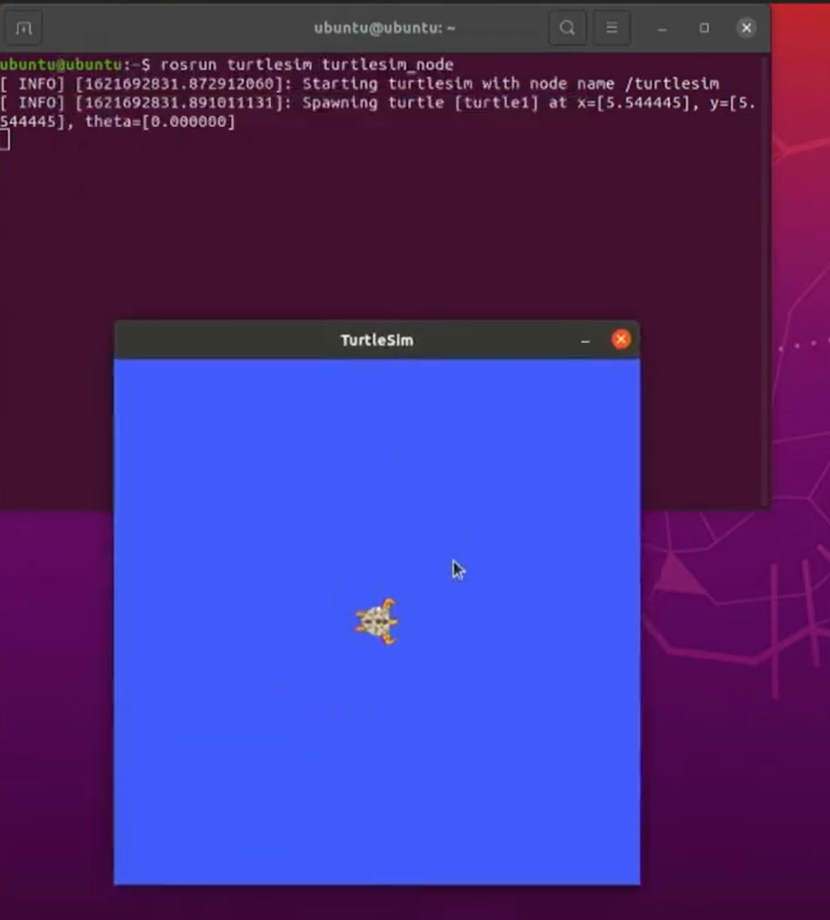 ubuntu@ubuntu: ~
ubuntu@ubuntu:~$ rosrun turtlesim turtlesim_node
[ INFO] [1621692831.872912060]: Starting turtlesim with node name /turtlesim
[ INFO] [1621692831.891011131]: Spawning turtle [turtle1] at x=[5.544445], y=[5.
544445], theta=[0.000000]
TurtleSim